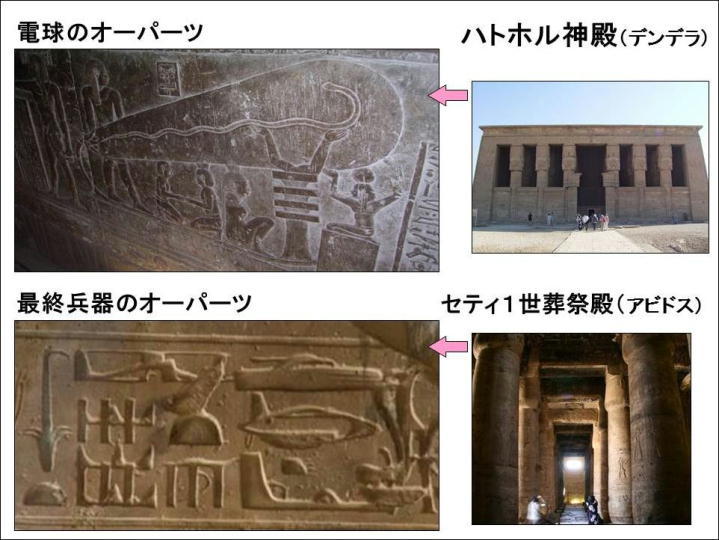 電球のオーパーツ
ハトホル神殿(デンデラ)
最終兵器のオーパーツ
セティ1世葬祭殿(アビドス)